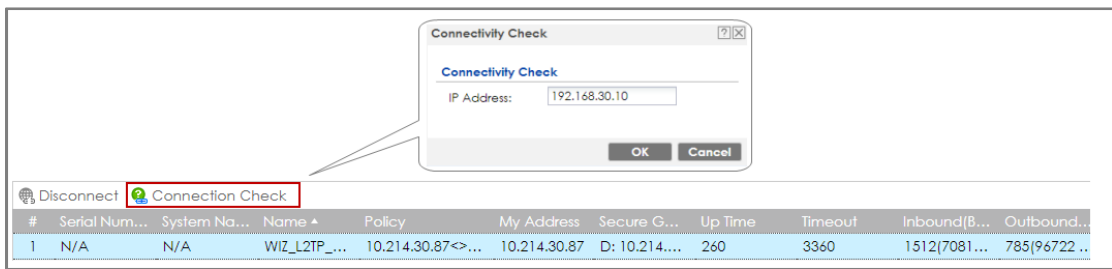 Connectivity Check
Connectivity Check
IP Address: 192.168.30.10
OK Cancel
Disconnect Connection Check
# Serial Num... System Na... Name Policy My Address Secure G... Up Time Timeout Inbound(B... Outbound...
1 N/A N/A WIZ_L2TP_... 10.214.30.87<>... 10.214.30.87 D: 10.214.... 260 3360 1512(7081... 785(96722 ...